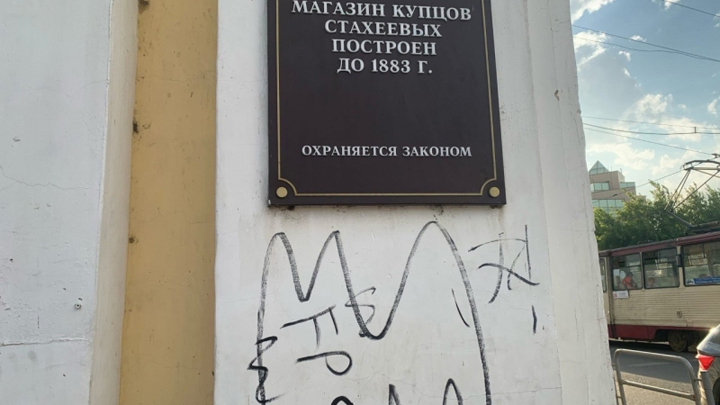 МАГАЗИН КУПЦОВ
СТАХЕЕВЫХ
ПОСТРОЕН
ДО 1883 Г.
ОХРАНЯЕТСЯ ЗАКОНОМ